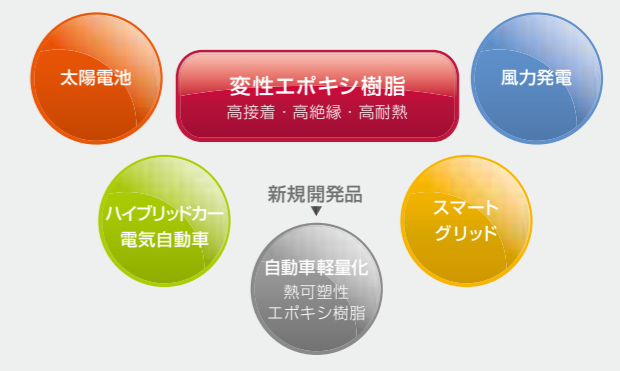 太陽電池
変性エポキシ樹脂
高接着・高絶縁・高耐熱
風力発電
ハイブリッドカー
電気自動車
新規開発品
▼
スマート
グリッド
自動車軽量化
熱可塑性
エポキシ樹脂